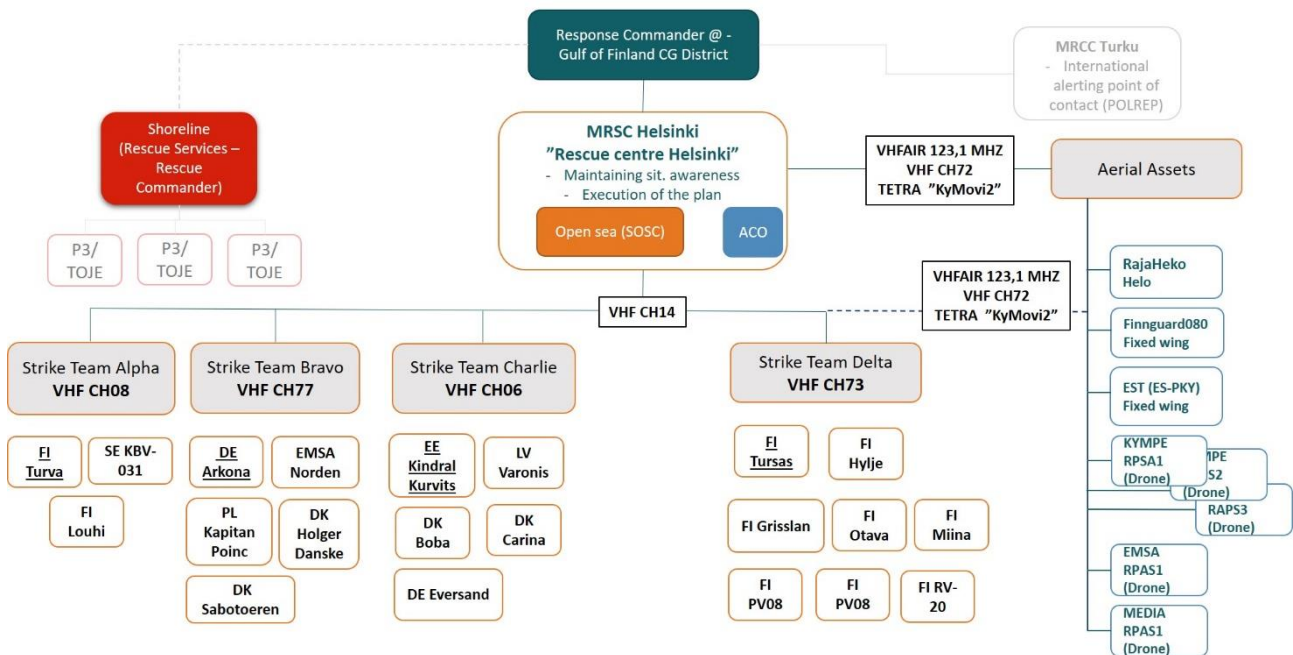 Response Commander @ -
Gulf of Finland CG District
MRCC Turku
- International
alerting point of
contact (POLREP)
Shoreline
(Rescue Services –
Rescue
Commander)
P3/
TOJE
P3/
TOJE
P3/
TOJE
MRSC Helsinki
”Rescue centre Helsinki”
- Maintaining sit. awareness
- Execution of the plan
Open sea (SOSC)
ACO
VHFAIR 123,1 MHZ
VHF CH72
TETRA ”KyMovi2”
Aerial Assets
VHF CH14
VHFAIR 123,1 MHZ
VHF CH72
TETRA ”KyMovi2”
Strike Team Alpha
VHF CH08
FI
Turva
SE KBV-
031
FI
Louhi
Strike Team Bravo
VHF CH77
DE
Arkona
EMSA
Norden
PL
Kapitan
Poinc
DK
Holger
Danske
DK
Sabotoeren
Strike Team Charlie
VHF CH06
EE
Kindral
Kurvits
LV
Varonis
DK
Boba
DK
Carina
DE Eversand
Strike Team Delta
VHF CH73
FI
Tursas
FI
Hylje
FI Grisslan
FI
Otava
FI
Miina
FI
PV08
FI
PV08
FI RV-
20
RajaHeko
Helo
Finnguard080
Fixed wing
EST (ES-PKY)
Fixed wing
KYMPE
RPSA1
(Drone)
MPE
S2
(Drone)
RAPS3
(Drone)
EMSA
RPAS1
(Drone)
MEDIA
RPAS1
(Drone)